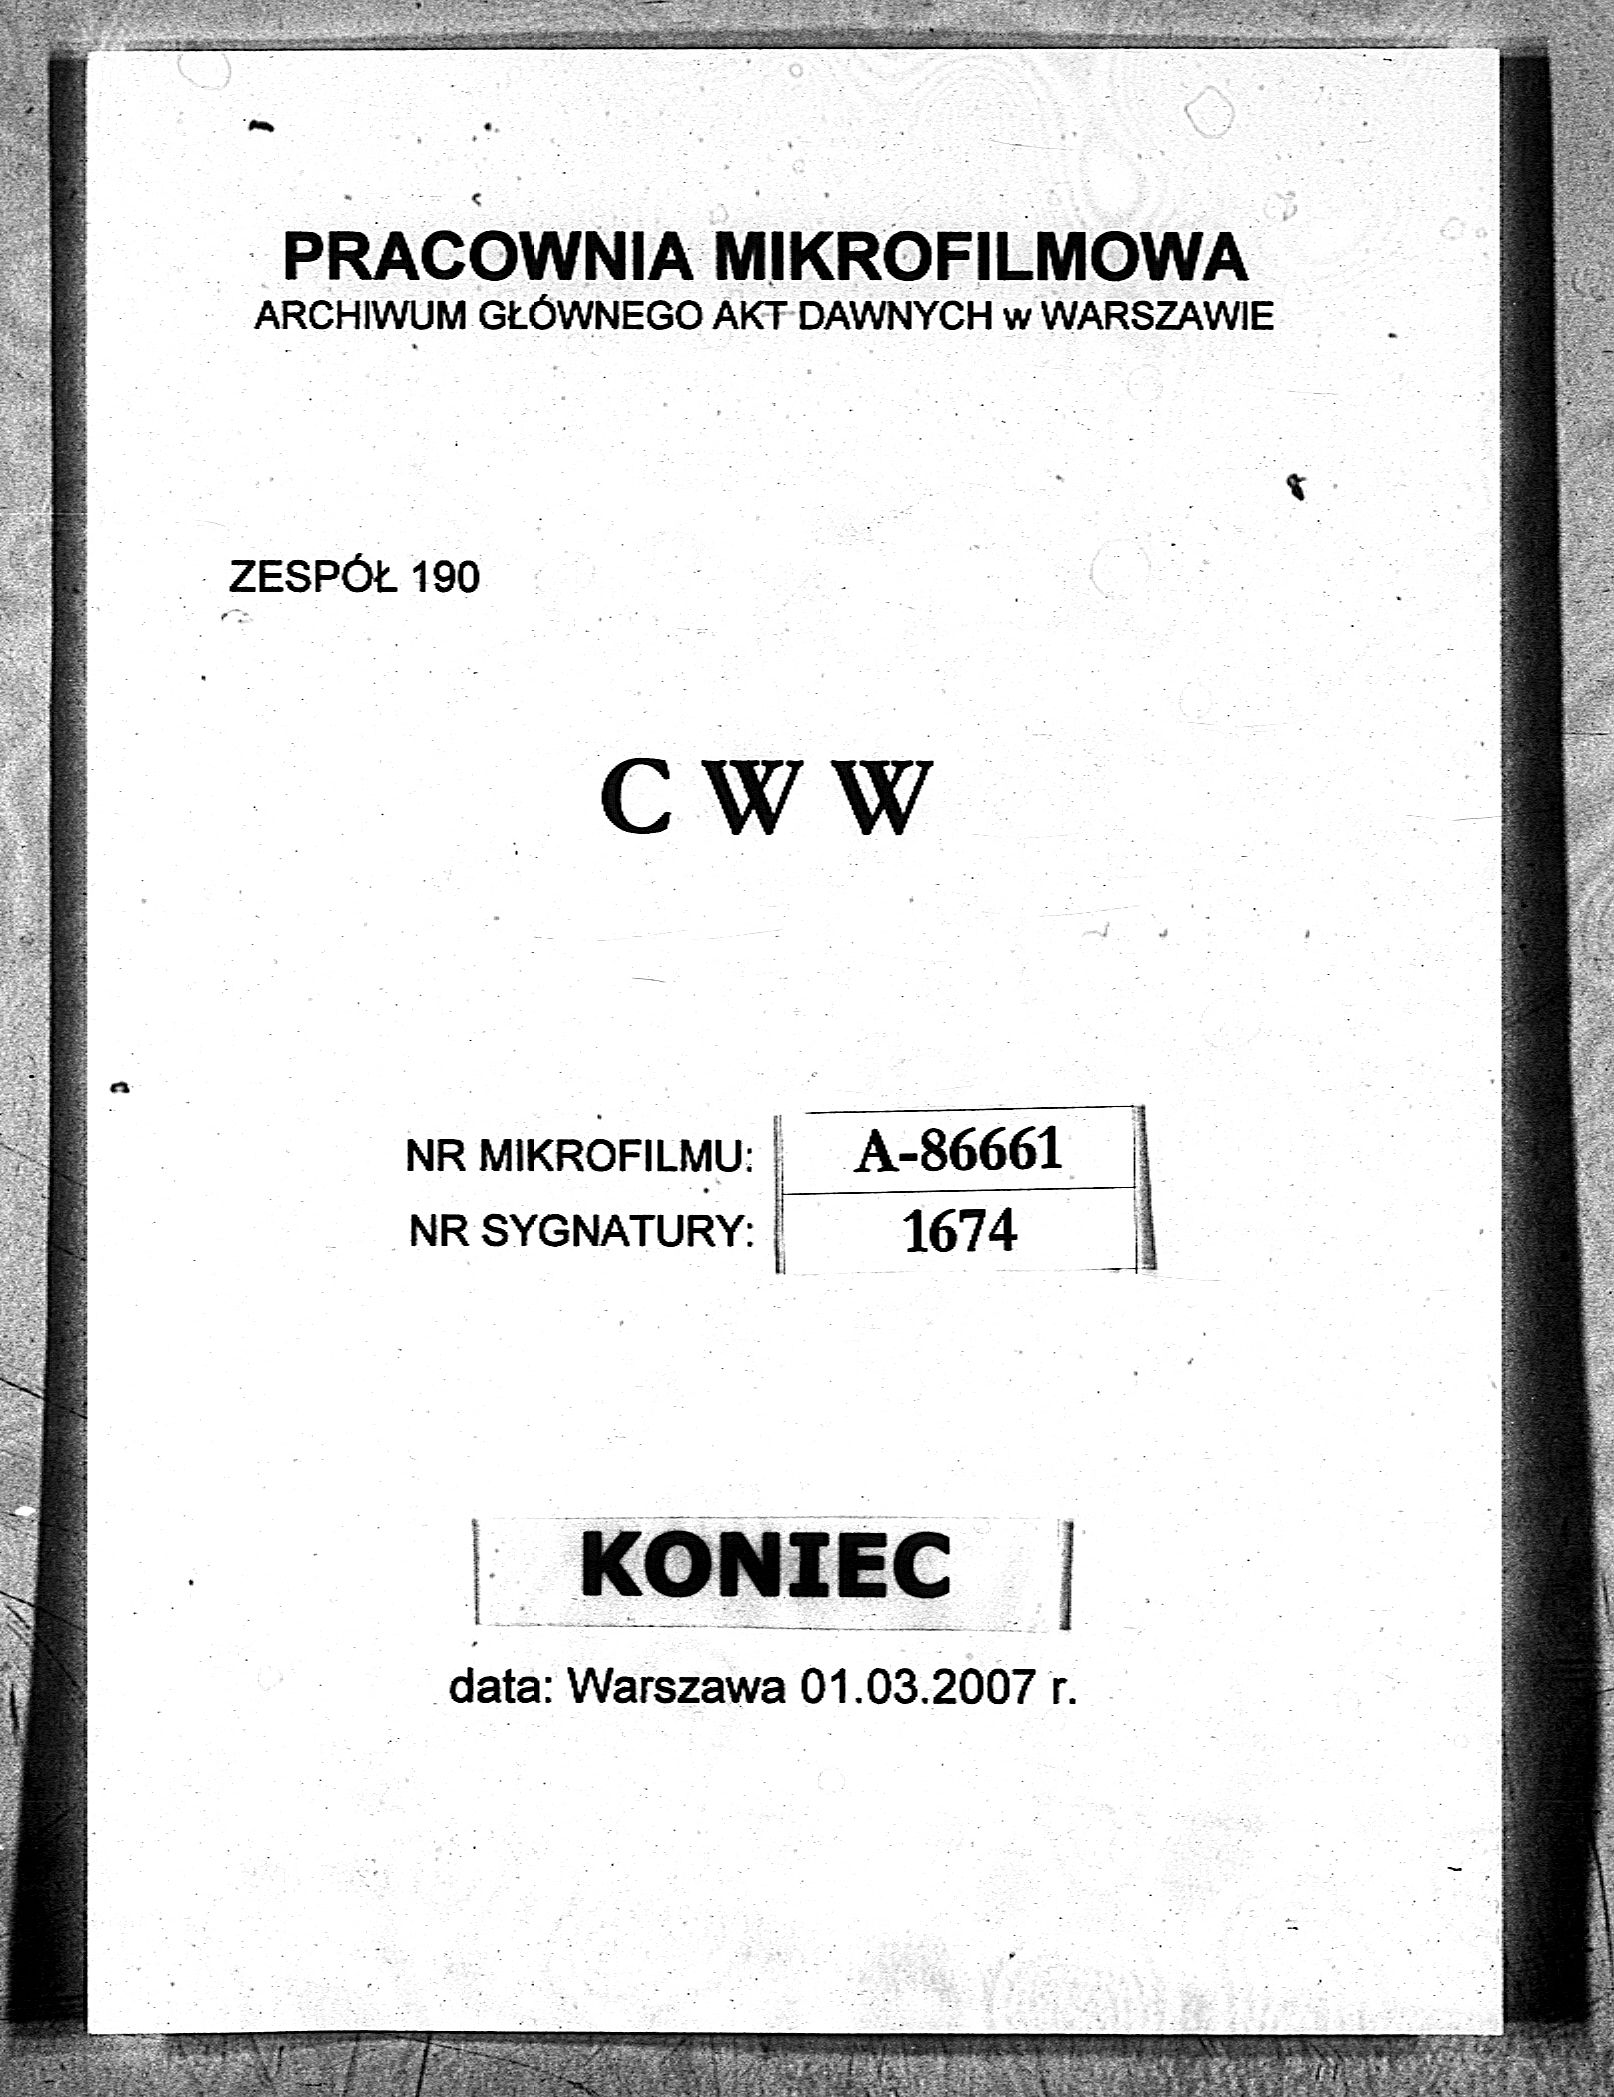 PRACOWNIA MIKROFILMOWA
ARCHIWUM GŁÓWNEGO AKT DAWNYCH w WARSZAWIE
ZESPÓŁ 190
C W W
NR MIKROFILMU: A-86661
NR SYGNATURY: 1674
KONIEC
data: Warszawa 01.03.2007 r.